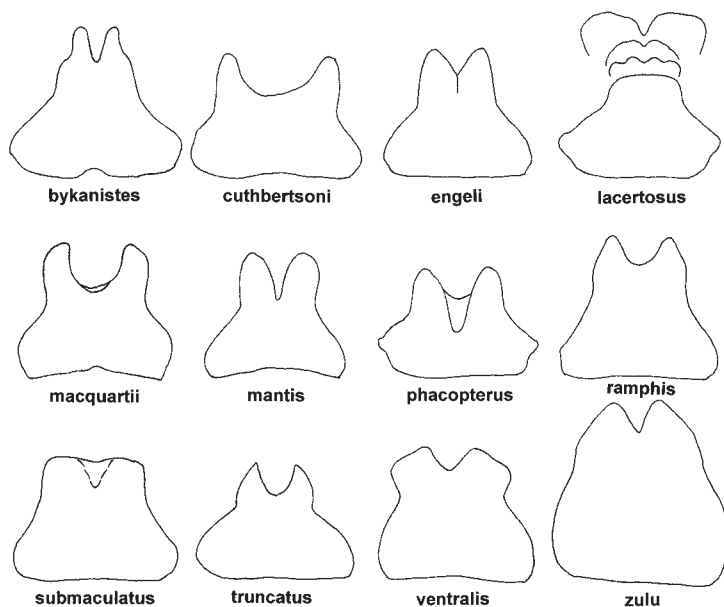 bykanistes
cuthbertsoni
engeli
lacertosus
macquartii
mantis
phacopterus
ramphis
submaculatus
truncatus
ventralis
zulu